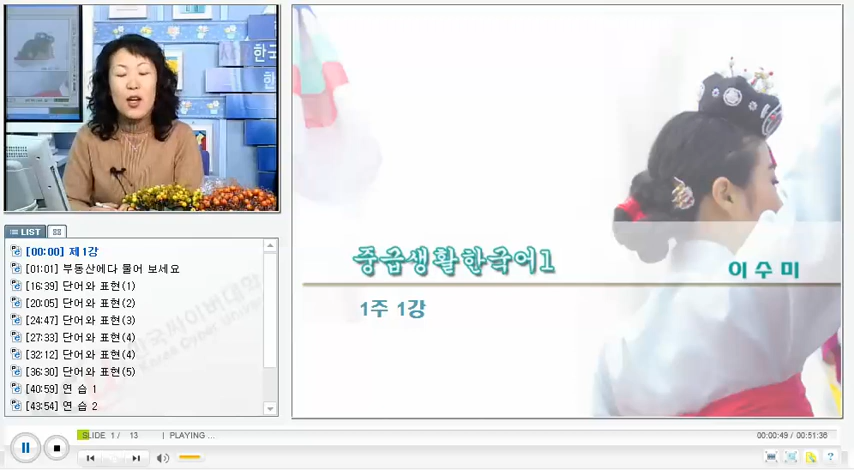 한국
한
중급생활한국어1
이수미
1주 1강
LIST
[00:00] 제 1강
[01:01] 부동산에다 물어 보세요
[16:39] 단어와 표현(1)
[20:05] 단어와 표현(2)
[24:47] 단어와 표현(3)
[27:33] 단어와 표현(4)
[32:12] 단어와 표현(4)
[36:30] 단어와 표현(5)
[40:59] 연 습 1
[43:54] 연 습 2
SLIDE 1 / 13 | PLAYING ...
00:00:49 / 00:51:36